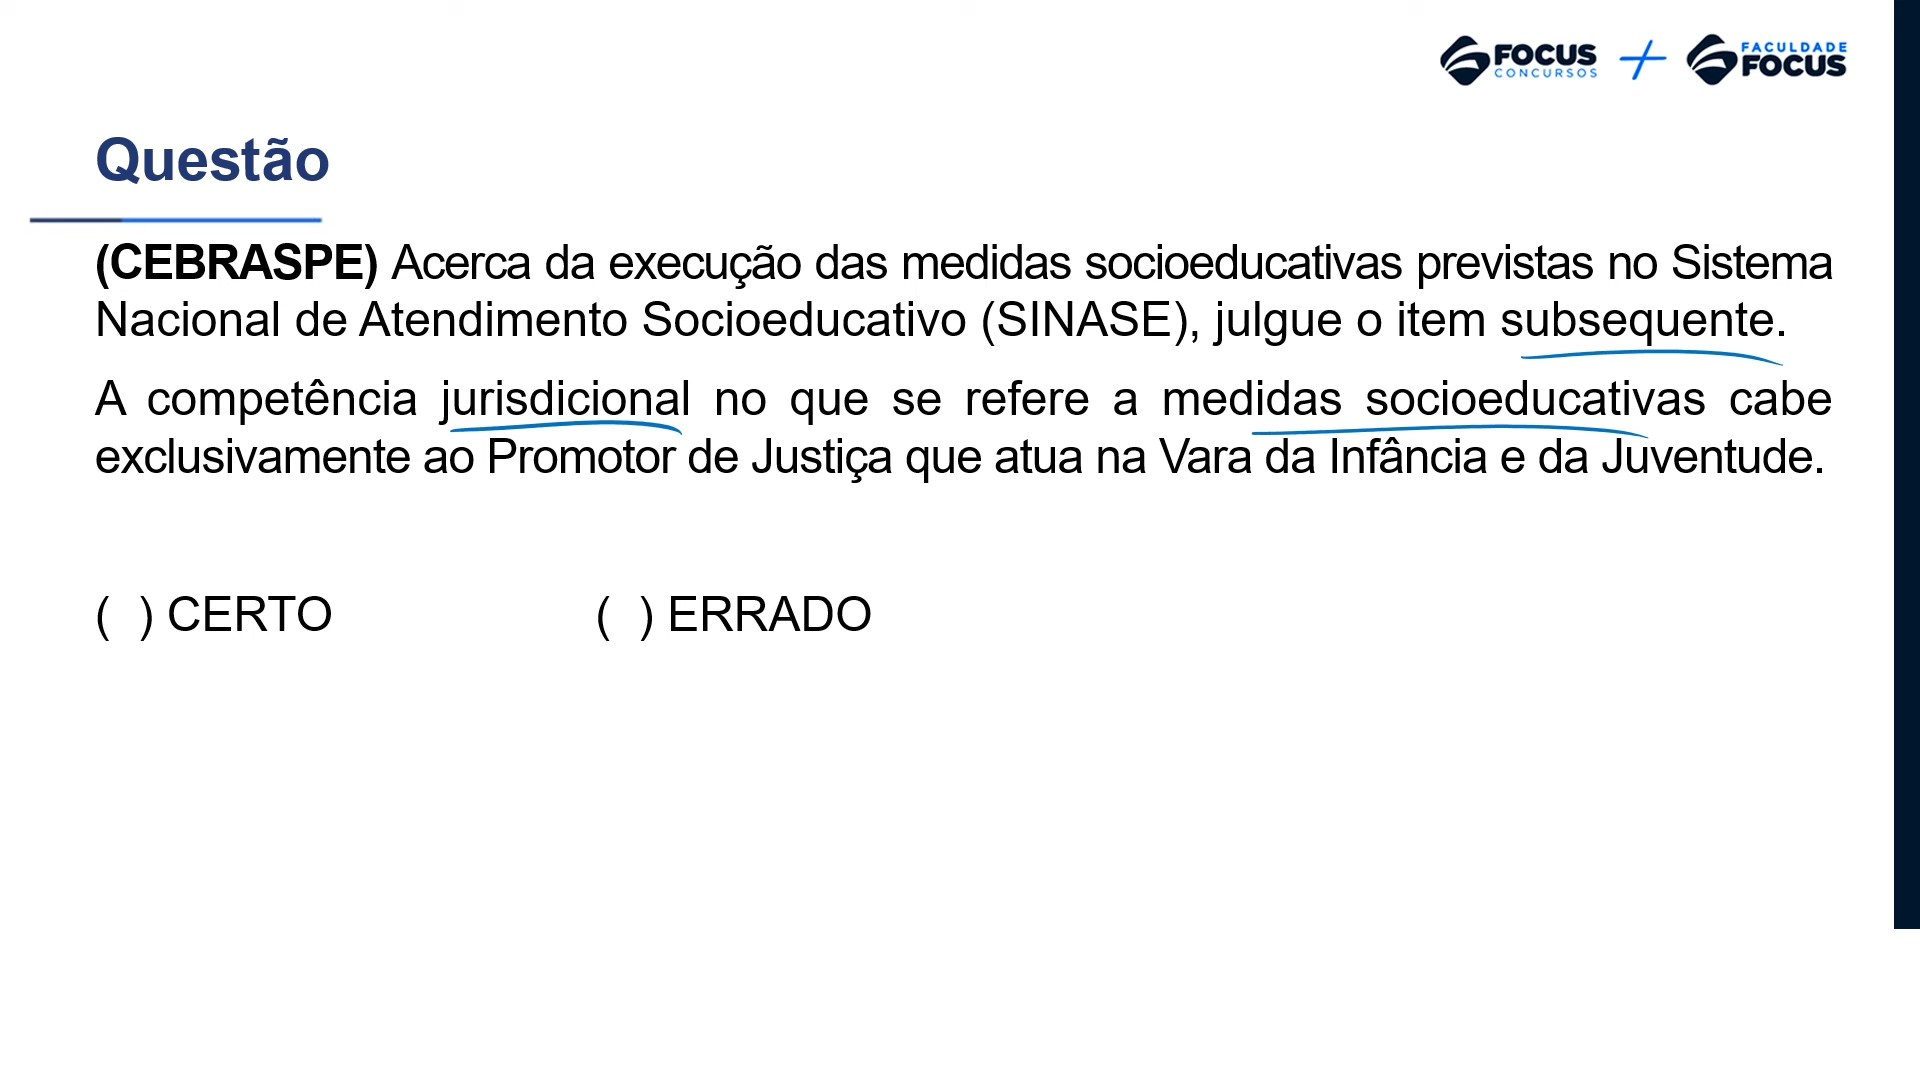 FOCUS CONCURSOS + FACULDADE FOCUS
Questão
(CEBRASPE) Acerca da execução das medidas socioeducativas previstas no Sistema
Nacional de Atendimento Socioeducativo (SINASE), julgue o item subsequente.
A competência jurisdicional no que se refere a medidas socioeducativas cabe
exclusivamente ao Promotor de Justiça que atua na Vara da Infância e da Juventude.
( ) CERTO ( ) ERRADO